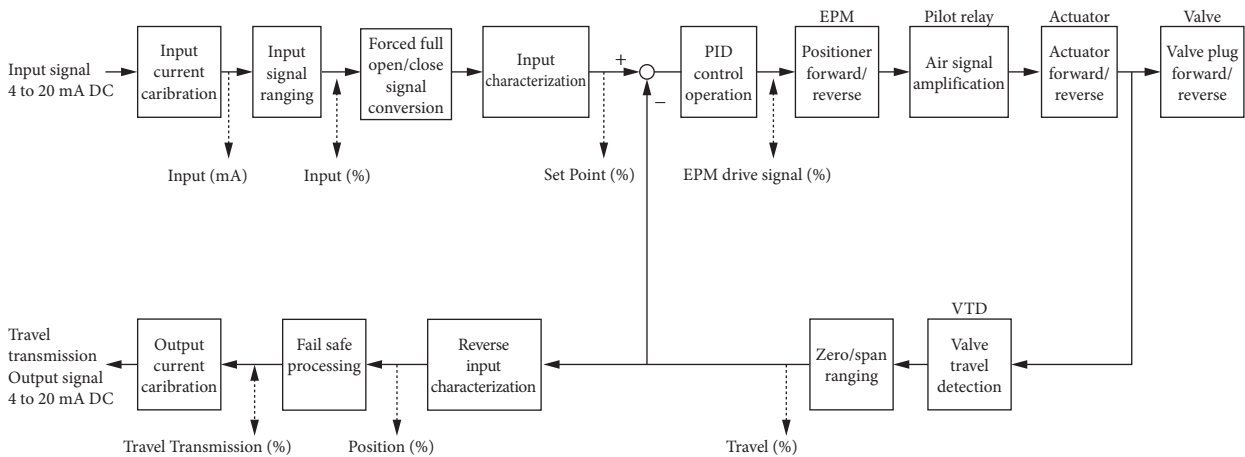 EPM
Pilot relay
Actuator
Valve
Input signal
4 to 20 mA DC
Input
current
caribration
Input
signal
ranging
Forced full
open/close
signal
conversion
Input
characterization
+
−
PID
control
operation
Positioner
forward/
reverse
Air signal
amplification
Actuator
forward/
reverse
Valve plug
forward/
reverse
Input (mA)
Input (%)
Set Point (%)
EPM drive signal (%)
VTD
Travel
transmission
Output signal
4 to 20 mA DC
Output
current
caribration
Fail safe
processing
Reverse
input
characterization
Zero/span
ranging
Valve
travel
detection
Travel Transmission (%)
Position (%)
Travel (%)